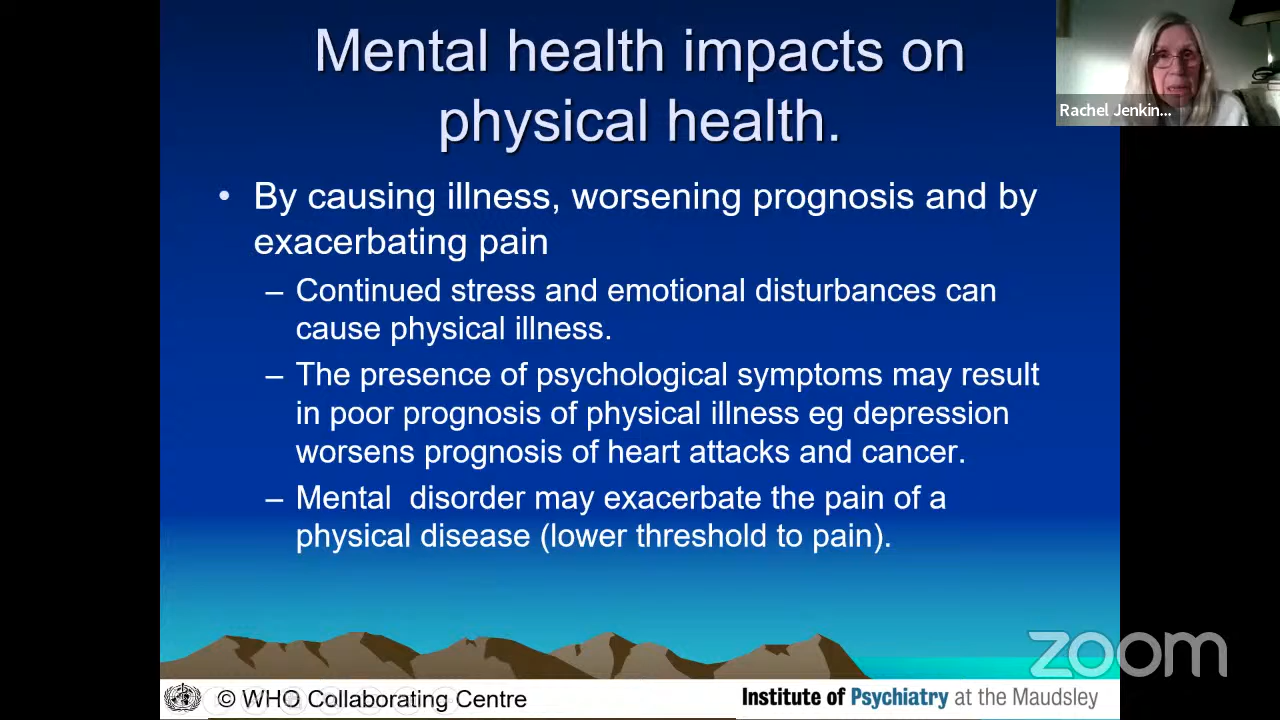 Mental health impacts on
physical health.
Rachel Jenkin...
• By causing illness, worsening prognosis and by
exacerbating pain
– Continued stress and emotional disturbances can
cause physical illness.
– The presence of psychological symptoms may result
in poor prognosis of physical illness eg depression
worsens prognosis of heart attacks and cancer.
– Mental  disorder may exacerbate the pain of a
physical disease (lower threshold to pain).
zoom
© WHO Collaborating Centre
Institute of Psychiatry at the Maudsley